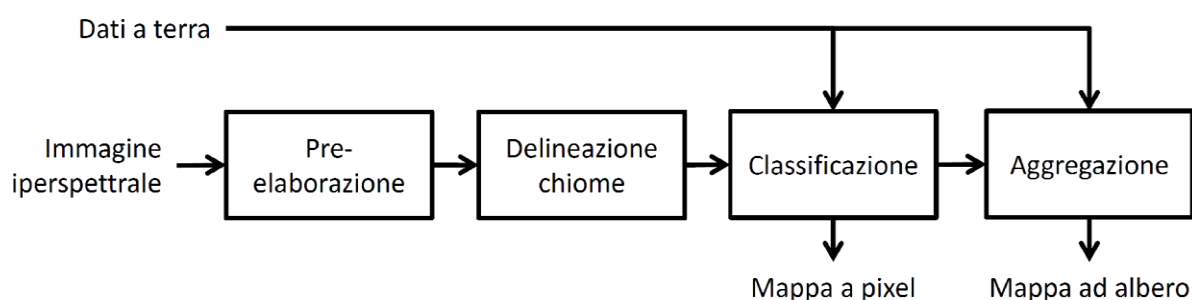 Dati a terra
Immagine
iperspettrale
Pre-
elaborazione
Delineazione
chiome
Classificazione
Aggregazione
Mappa a pixel
Mappa ad albero